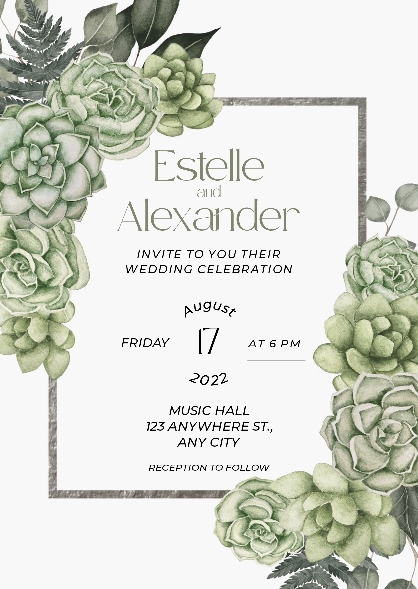 Estelle
and
Alexander
INVITE TO YOU THEIR
WEDDING CELEBRATION
August
FRIDAY 17 AT 6 PM
2022
MUSIC HALL
123 ANYWHERE ST.,
ANY CITY
RECEPTION TO FOLLOW